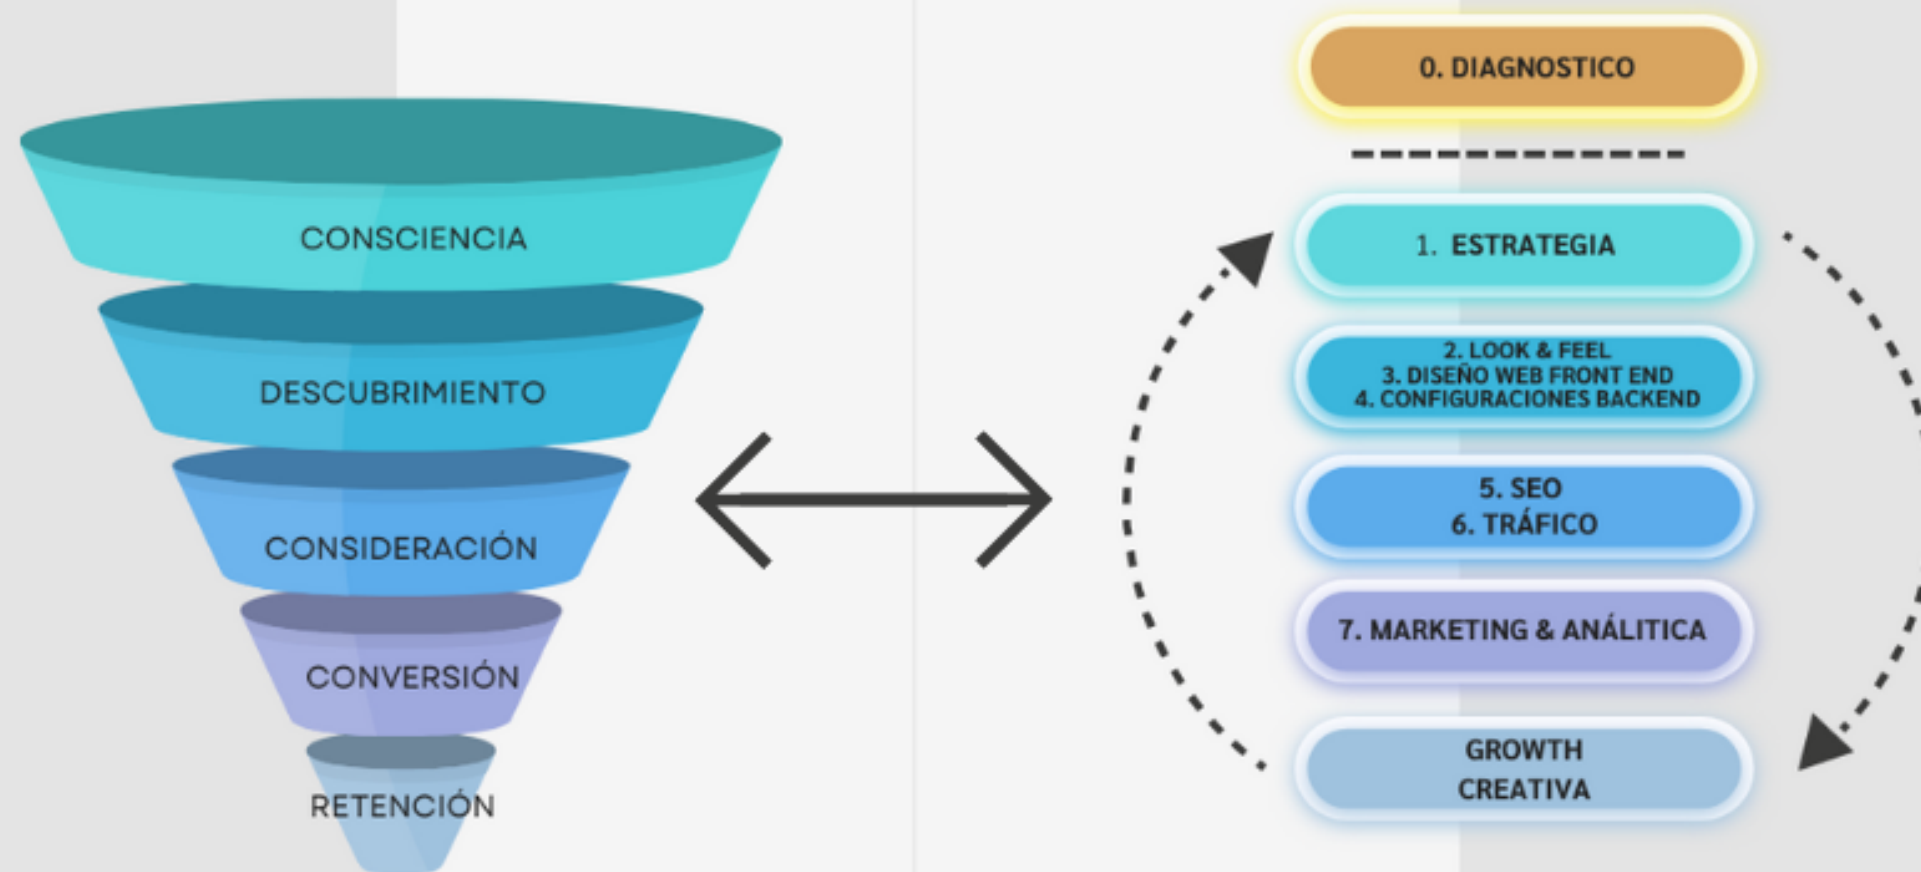 CONSCIENCIA
DESCUBRIMIENTO
CONSIDERACIÓN
CONVERSIÓN
RETENCIÓN
0. DIAGNOSTICO
1. ESTRATEGIA
2. LOOK & FEEL
3. DISEÑO WEB FRONT END
4. CONFIGURACIONES BACKEND
5. SEO
6. TRÁFICO
7. MARKETING & ANÁLITICA
GROWTH
CREATIVA